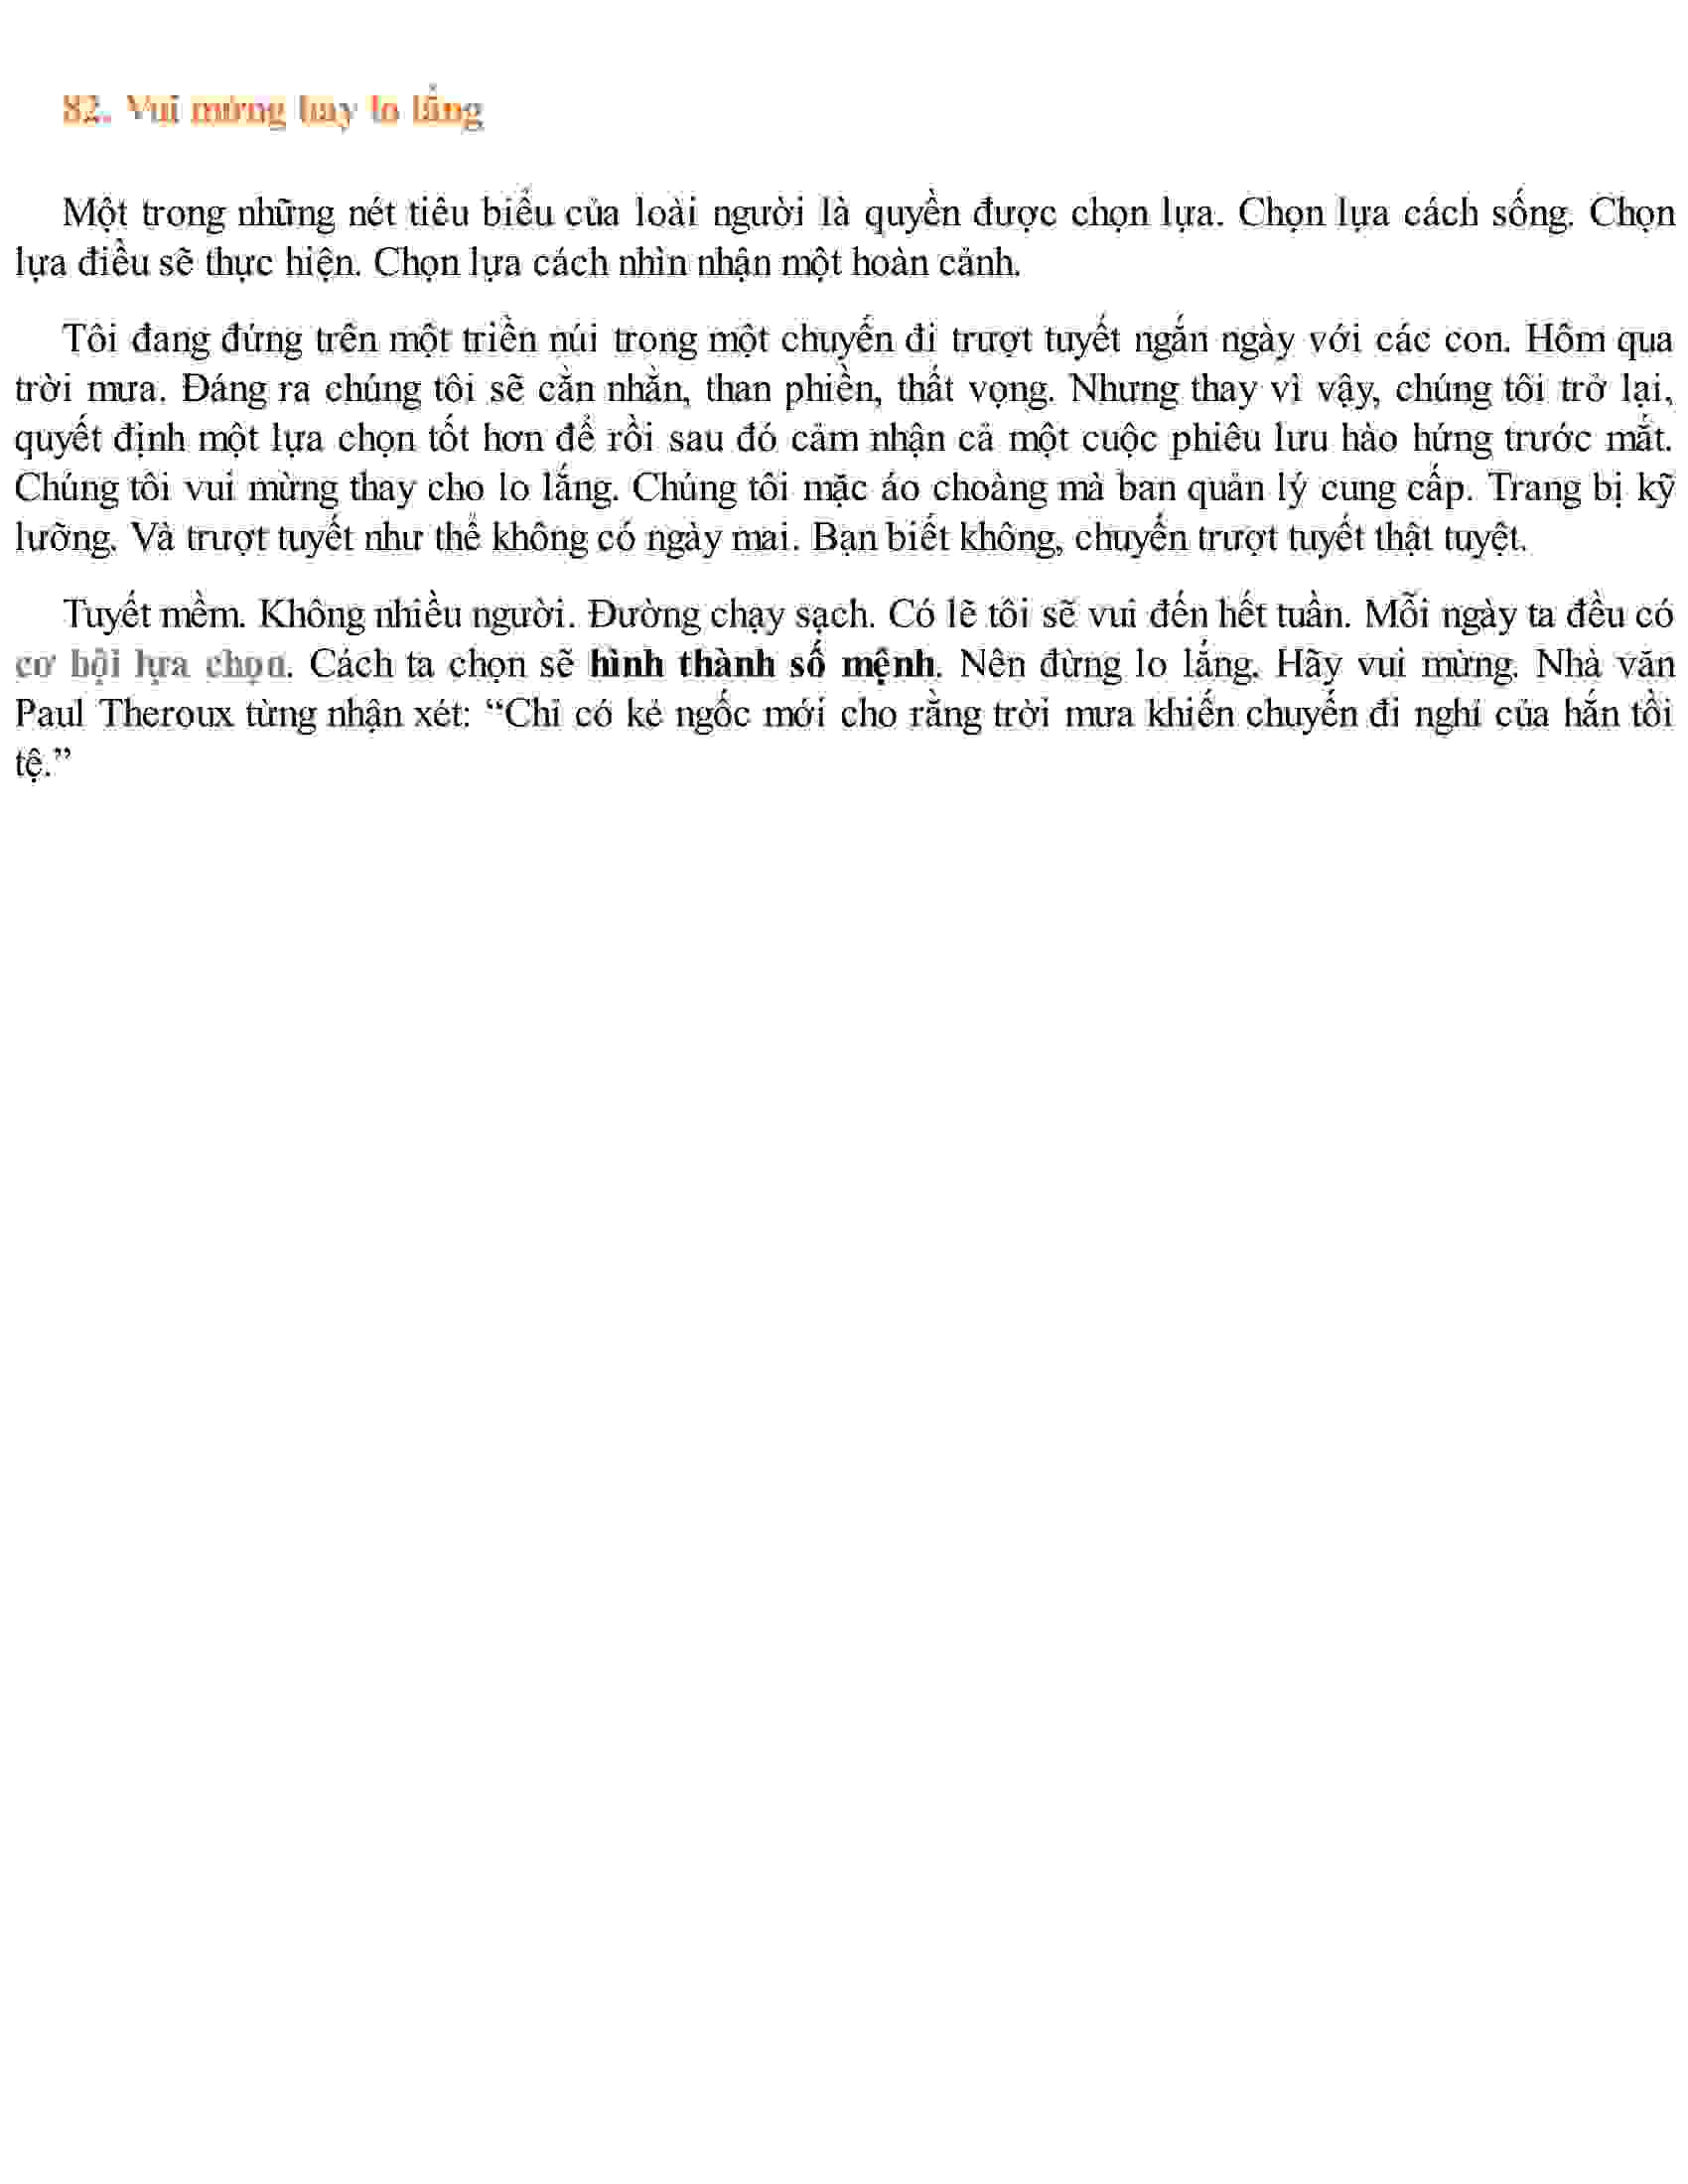 82. Vui mừng hay lo lắng
Một trong những nét tiêu biểu của loài người là quyền được chọn lựa. Chọn lựa cách sống. Chọn
lựa điều sẽ thực hiện. Chọn lựa cách nhìn nhận một hoàn cảnh.
Tôi đang đứng trên một triền núi trong một chuyến đi trượt tuyết ngắn ngày với các con. Hôm qua
trời mưa. Đáng ra chúng tôi sẽ cằn nhằn, than phiền, thất vọng. Nhưng thay vì vậy, chúng tôi trở lại,
quyết định một lựa chọn tốt hơn để rồi sau đó cảm nhận cả một cuộc phiêu lưu hào hứng trước mắt.
Chúng tôi vui mừng thay cho lo lắng. Chúng tôi mặc áo choàng mà ban quản lý cung cấp. Trang bị kỹ
lưỡng. Và trượt tuyết như thể không có ngày mai. Bạn biết không, chuyến trượt tuyết thật tuyệt.
Tuyết mềm. Không nhiều người. Đường chạy sạch. Có lẽ tôi sẽ vui đến hết tuần. Mỗi ngày ta đều có
cơ hội lựa chọn. Cách ta chọn sẽ hình thành số mệnh. Nên đừng lo lắng. Hãy vui mừng. Nhà văn
Paul Theroux từng nhận xét: “Chỉ có kẻ ngốc mới cho rằng trời mưa khiến chuyến đi nghỉ của hắn tồi
tệ.”